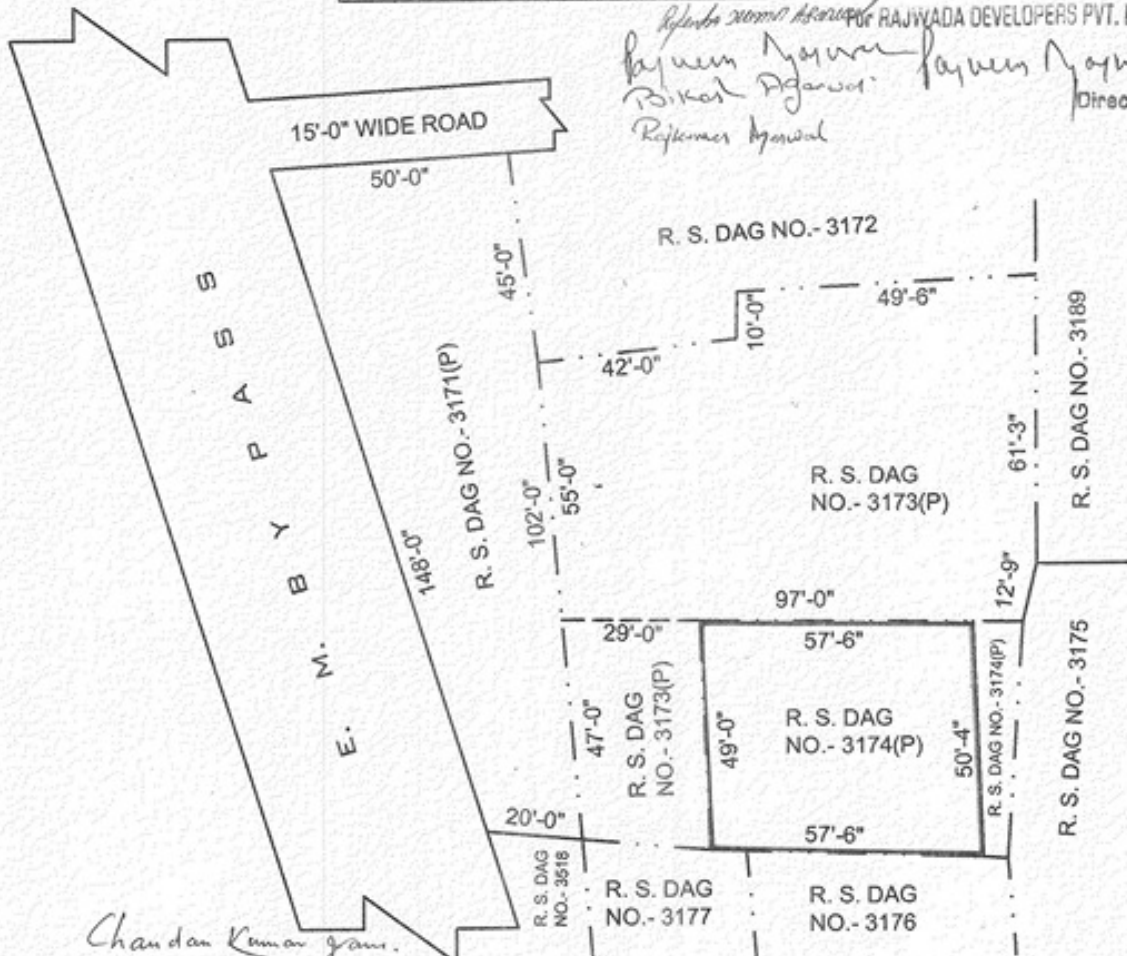 For RAJWADA DEVELOPERS PVT.
Bikash Agarwal
Rajkumar Agarwal
15'-0" WIDE ROAD
50'-0"
R. S. DAG NO.- 3172
45'-0"
49'-6"
10'-0"
42'-0"
E. M. BYPASS
R. S. DAG NO.- 3171(P)
148'-0"
102'-0"
55'-0"
R. S. DAG
NO.- 3173(P)
61'-3"
R. S. DAG NO.- 3189
12'-9"
97'-0"
29'-0"
57'-6"
47'-0"
R. S. DAG
NO.- 3173(P)
49'-0"
R. S. DAG
NO.- 3174(P)
50'-4"
R. S. DAG NO.- 3174(P)
R. S. DAG NO.- 3175
20'-0"
57'-6"
R. S. DAG
NO.- 3518
R. S. DAG
NO.- 3177
R. S. DAG
NO.- 3176
Chandan Kumar